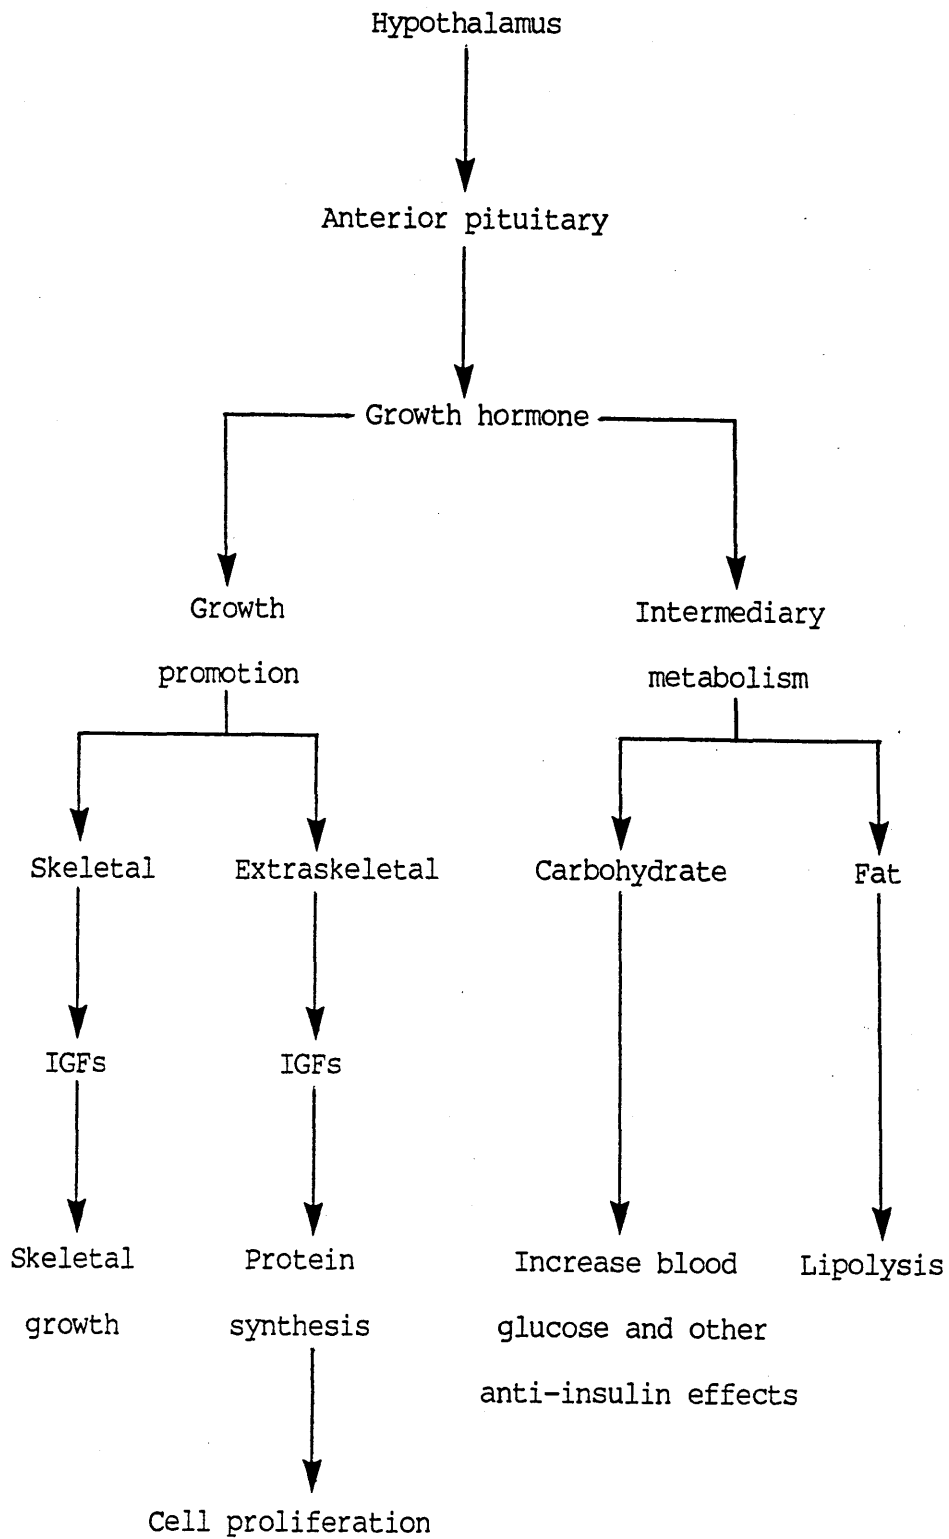 Hypothalamus
Anterior pituitary
Growth hormone
Growth
promotion
Intermediary
metabolism
Skeletal
Extraskeletal
Carbohydrate
Fat
IGFs
IGFs
Skeletal
growth
Protein
synthesis
Increase blood
glucose and other
anti-insulin effects
Lipolysis
Cell proliferation